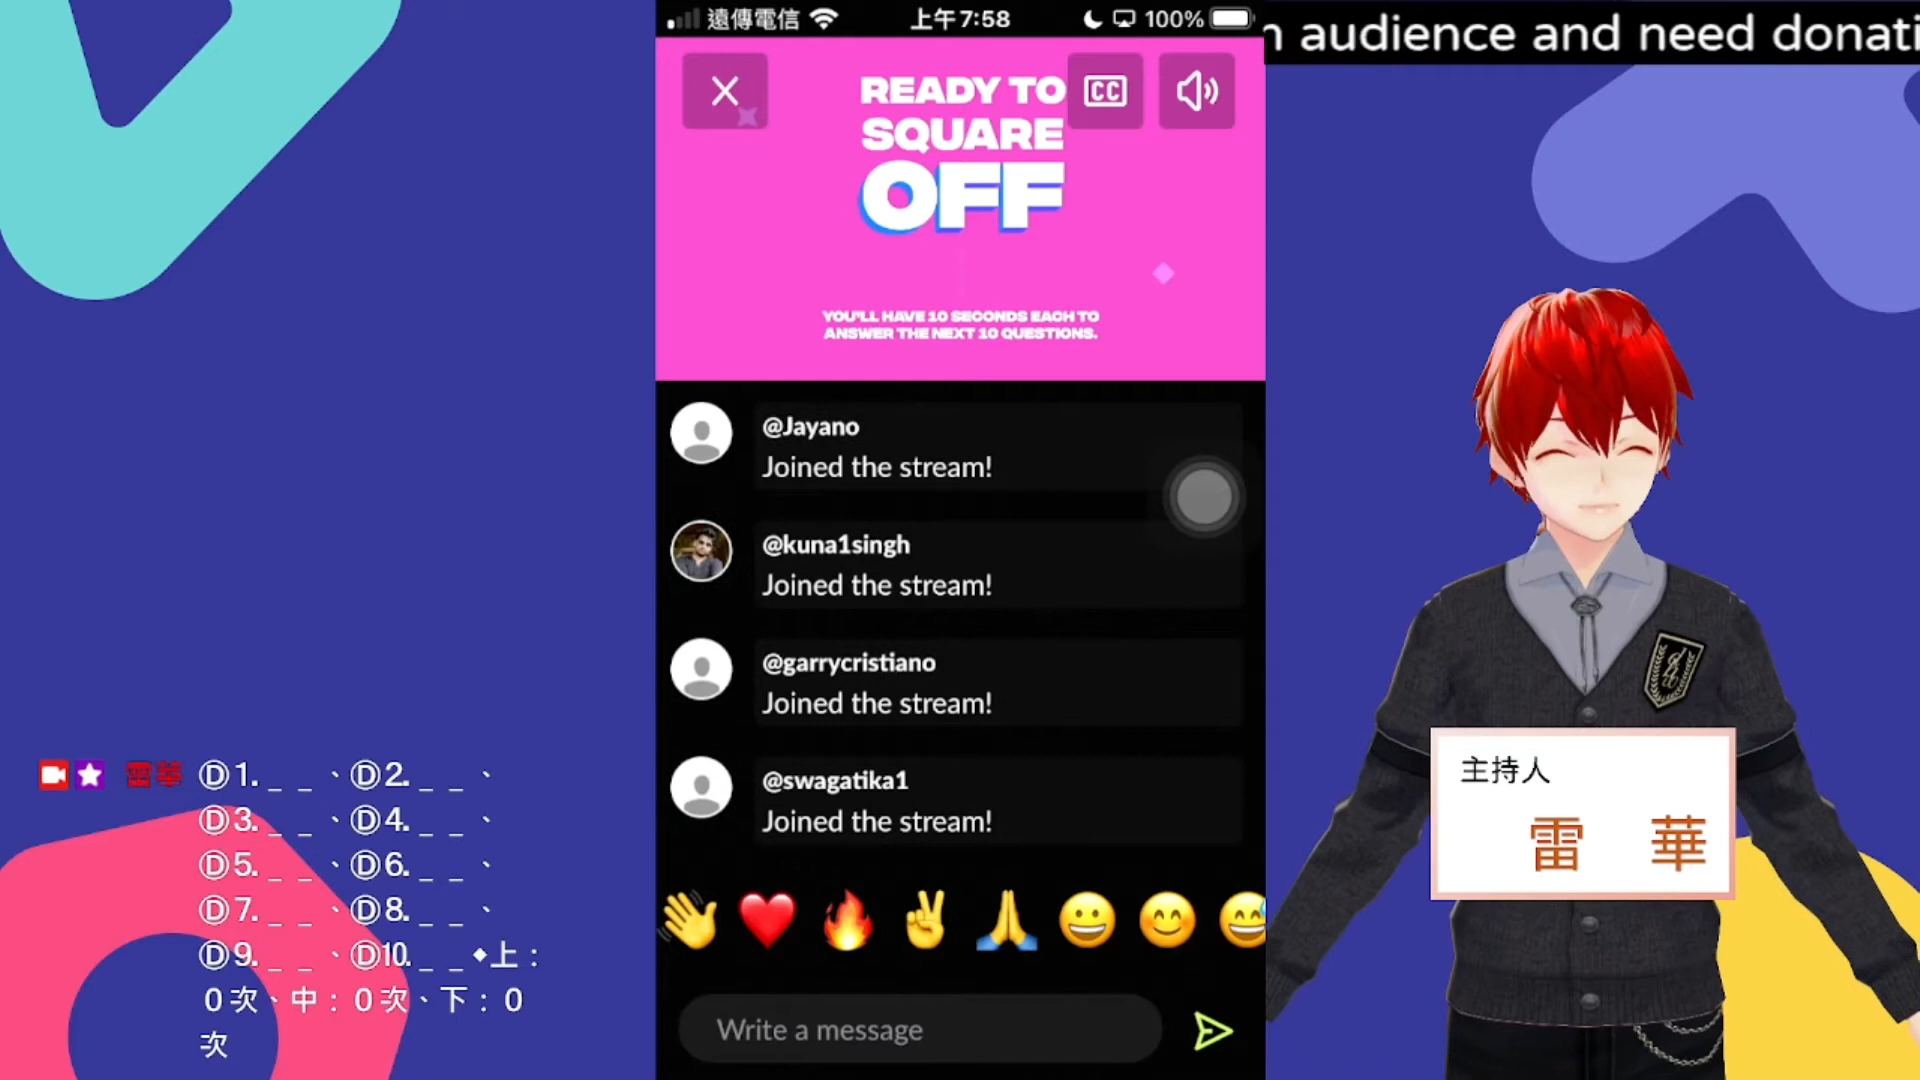 遠傳電信
上午7:58
100%
n audience and need donati
READY TO
SQUARE
OFF
CC
YOU'LL HAVE 10 SECONDS EACH TO
ANSWER THE NEXT 10 QUESTIONS.
@Jayano
Joined the stream!
@kuna1singh
Joined the stream!
@garrycristiano
Joined the stream!
@swagatika1
Joined the stream!
Write a message
雷華 Ⓓ1. _ _ 、Ⓓ2. _ _ 、
Ⓓ3. _ _ 、Ⓓ4. _ _ 、
Ⓓ5. _ _ 、Ⓓ6. _ _ 、
Ⓓ7. _ _ 、Ⓓ8. _ _ 、
Ⓓ9. _ _ 、Ⓓ10. _ _ ◆上：
0次、中：0次、下：0
次
主持人
雷 華